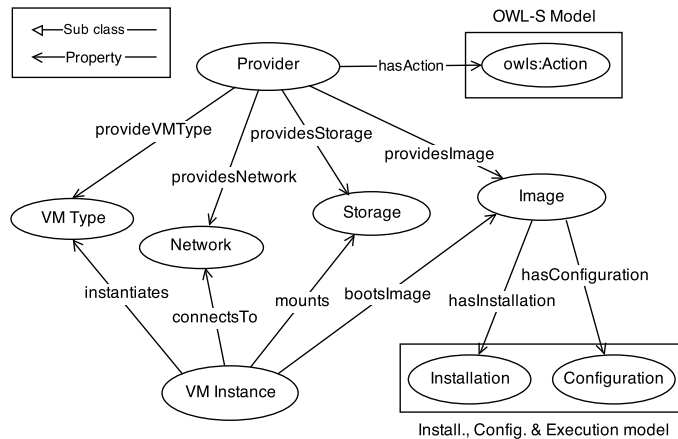 OWL-S Model
Sub class
Property
Provider
hasAction
owls:Action
provideVMType
providesStorage
providesImage
providesNetwork
VM Type
Network
Storage
Image
instantiates
connectsTo
mounts
bootsImage
hasInstallation
hasConfiguration
VM Instance
Installation
Configuration
Install., Config. & Execution model